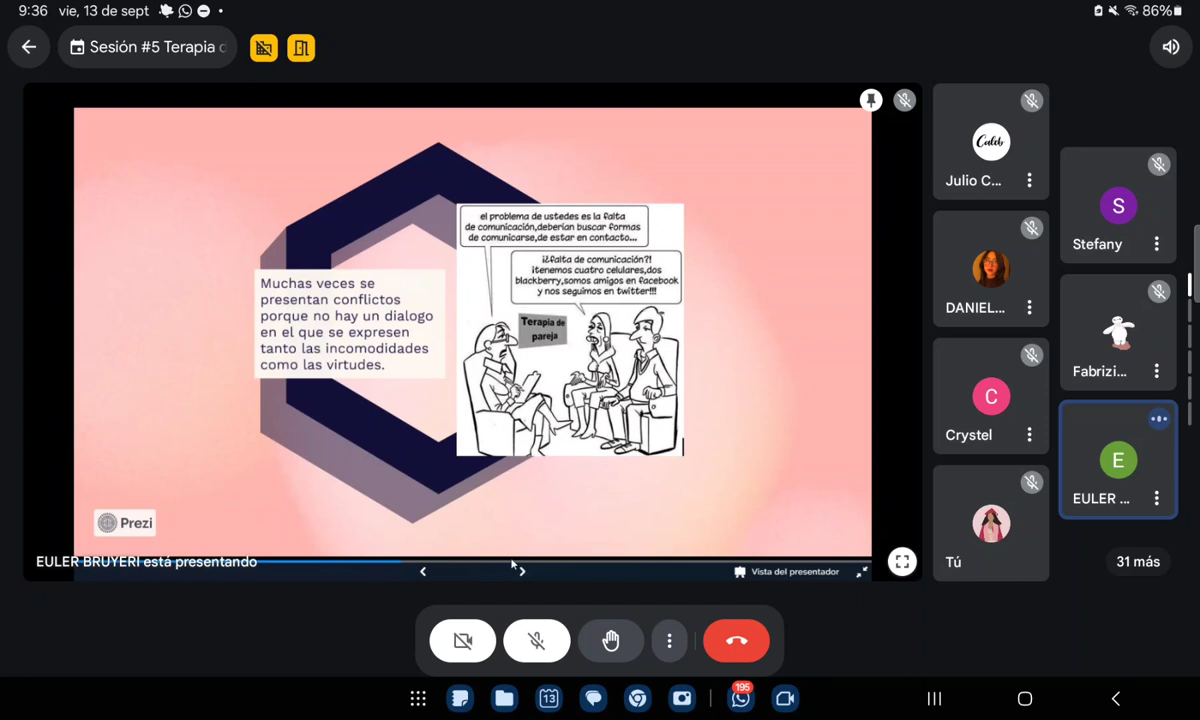 9:36 vie, 13 de sept
86%
Sesión #5 Terapia
el problema de ustedes es la falta
de comunicación,deberían buscar formas
de comunicarse,de estar en contacto...
¡¿falta de comunicación?!
¡tenemos cuatro celulares,dos
blackberry,somos amigos en facebook
y nos seguimos en twitter!!!
Terapia de
pareja
Muchas veces se
presentan conflictos
porque no hay un dialogo
en el que se expresen
tanto las incomodidades
como las virtudes.
Prezi
EULER BRUYERI está presentando
Vista del presentador
Caleb
Julio C...
DANIEL...
C
Crystel
Tú
S
Stefany
Fabrizi...
E
EULER ...
31 más
13
195